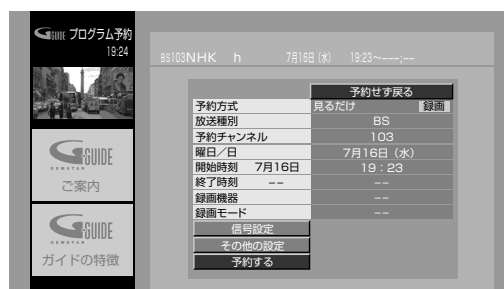 G GUIDE プログラム予約
19:24
BS103NHK h 7月16日(水) 19:23〜---;--
予約せず戻る
予約方式 見るだけ 録画
放送種別 BS
予約チャンネル 103
曜日／日 7月16日（水）
開始時刻 7月16日 19：23
終了時刻 -- --
録画機器 --
録画モード --
信号設定
その他の設定
予約する
G GUIDE
GEMSTAR
ご案内
G GUIDE
GEMSTAR
ガイドの特徴